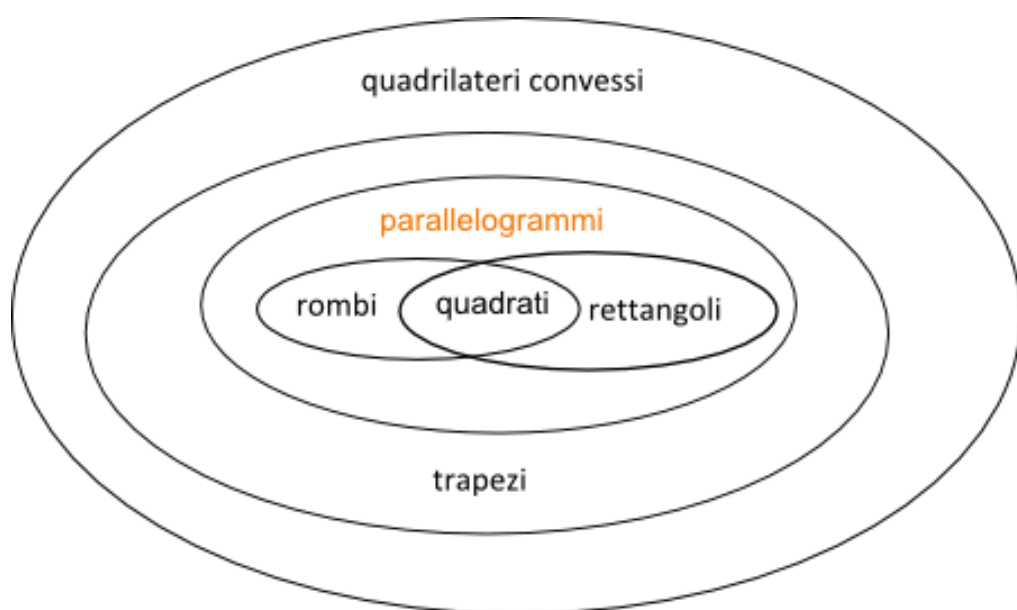 quadrilateri convessi
parallelogrammi
rombi quadrati rettangoli
trapezi